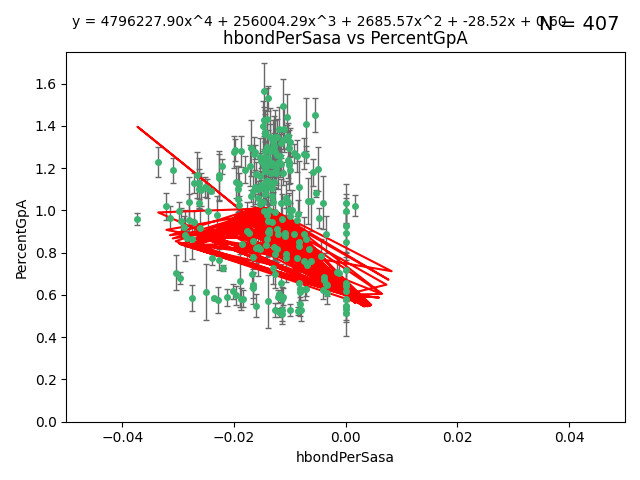 y = 4796227.90x^4 + 256004.29x^3 + 2685.57x^2 + -28.52x + 0.60
N = 407
hbondPerSasa vs PercentGpA
PercentGpA
1.6
1.4
1.2
1.0
0.8
0.6
0.4
0.2
0.0
−0.04 −0.02 0.00 0.02 0.04
hbondPerSasa